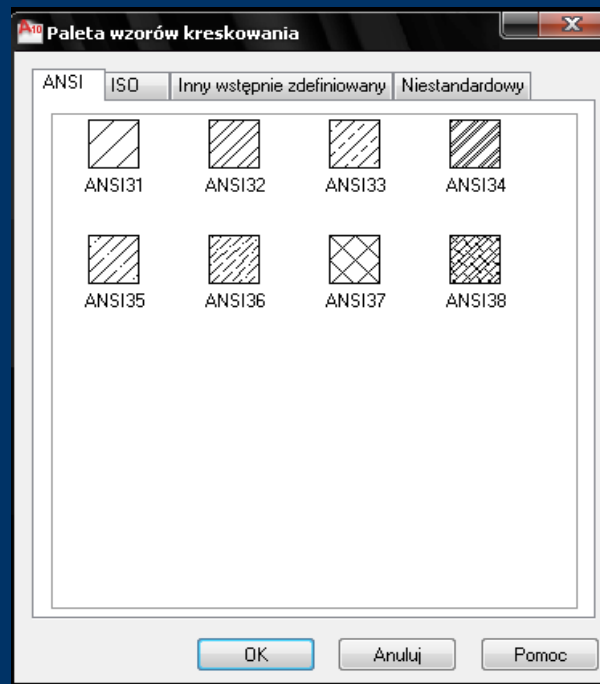 A10 Paleta wzorów kreskowania
ANSI ISO Inny wstępnie zdefiniowany Niestandardowy
ANSI31 ANSI32 ANSI33 ANSI34
ANSI35 ANSI36 ANSI37 ANSI38
OK Anuluj Pomoc